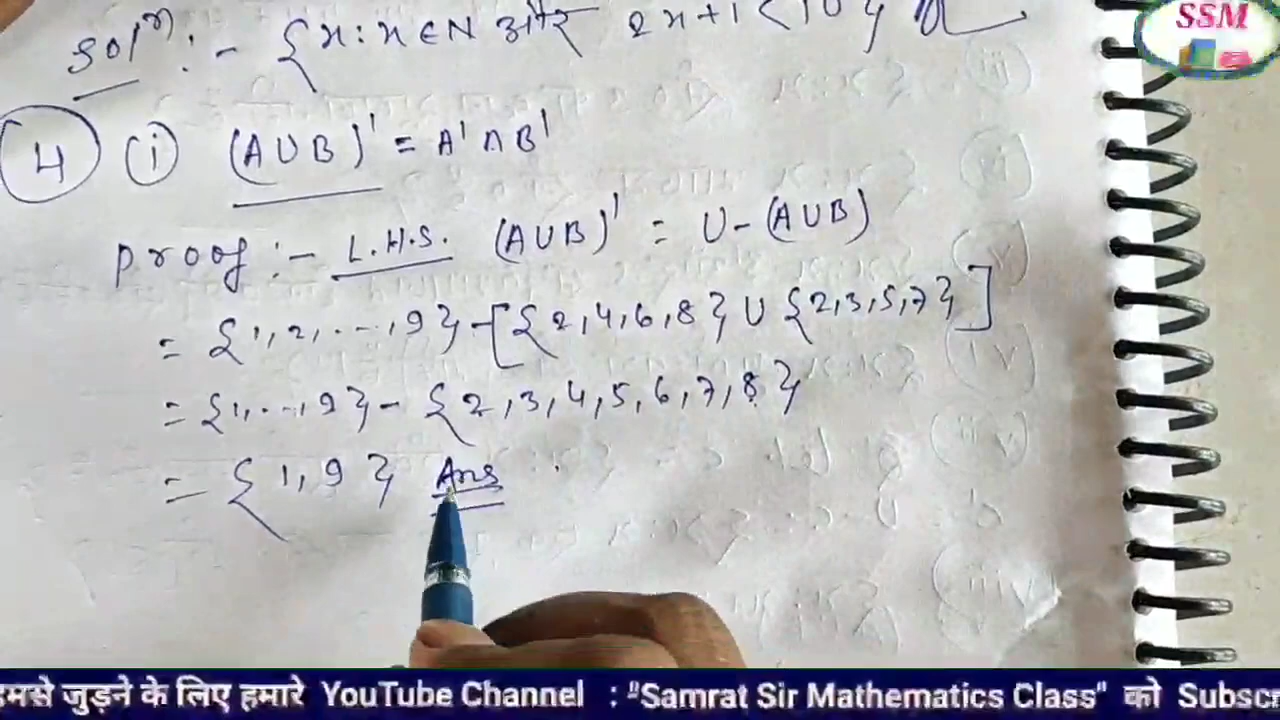 SSM
Solⁿ :- {x : x ∈ N और 2x+1 < 10}
4 (i) (A∪B)' = A'∩B'
Proof :- L.H.S. (A∪B)' = U-(A∪B)
= {1,2,...,9} - [{2,4,6,8} ∪ {2,3,5,7}]
= {1,...,9} - {2,3,4,5,6,7,8}
= {1,9} Ans
हमसे जुड़ने के लिए हमारे YouTube Channel : "Samrat Sir Mathematics Class" को Subsc